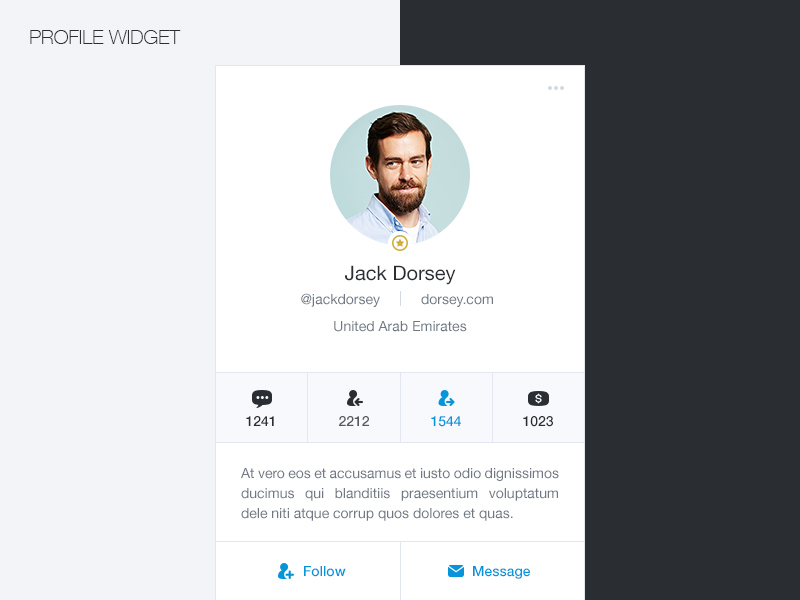 PROFILE WIDGET
Jack Dorsey
@jackdorsey dorsey.com
United Arab Emirates
1241 2212 1544 $ 1023
At vero eos et accusamus et iusto odio dignissimos
ducimus qui blanditiis praesentium voluptatum
dele niti atque corrup quos dolores et quas.
Follow Message